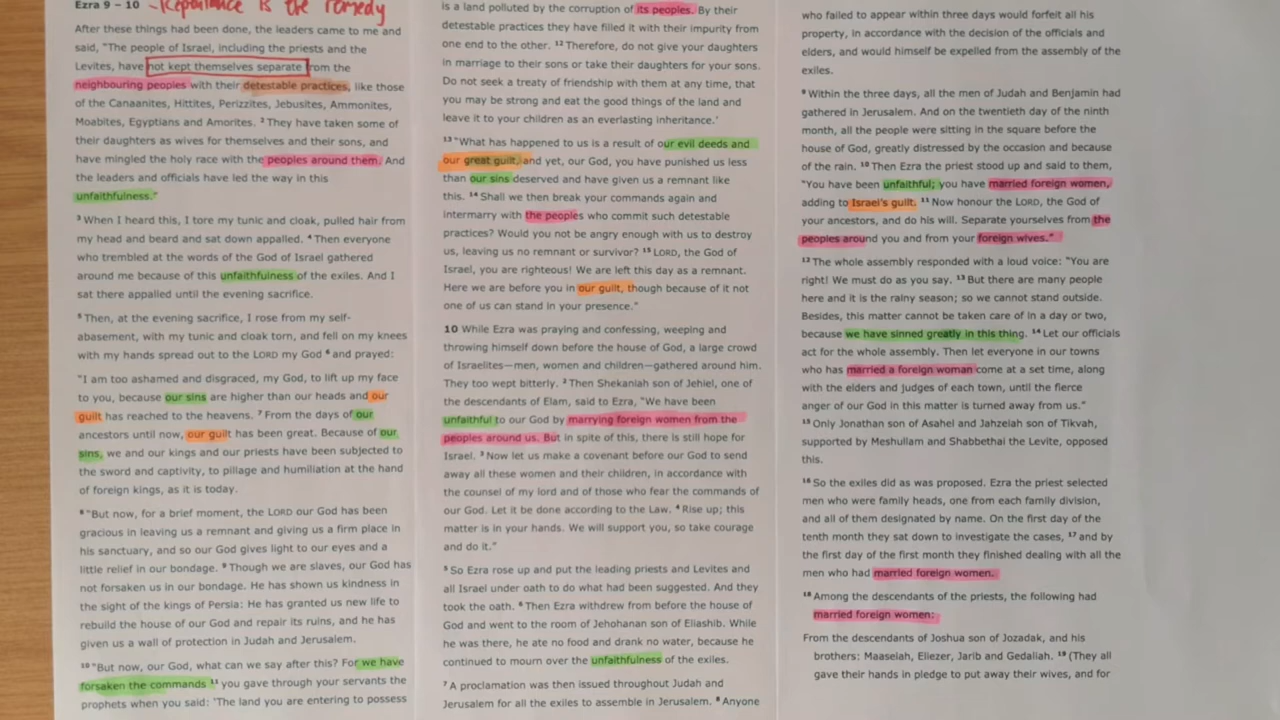 Ezra 9 – 10 - Repentance is the remedy
After these things had been done, the leaders came to me and
said, "The people of Israel, including the priests and the
Levites, have not kept themselves separate from the
neighbouring peoples with their detestable practices, like those
of the Canaanites, Hittites, Perizzites, Jebusites, Ammonites,
Moabites, Egyptians and Amorites. ² They have taken some of
their daughters as wives for themselves and their sons, and
have mingled the holy race with the peoples around them. And
the leaders and officials have led the way in this
unfaithfulness."
³ When I heard this, I tore my tunic and cloak, pulled hair from
my head and beard and sat down appalled. ⁴ Then everyone
who trembled at the words of the God of Israel gathered
around me because of this unfaithfulness of the exiles. And I
sat there appalled until the evening sacrifice.
⁵ Then, at the evening sacrifice, I rose from my self-
abasement, with my tunic and cloak torn, and fell on my knees
with my hands spread out to the LORD my God ⁶ and prayed:
"I am too ashamed and disgraced, my God, to lift up my face
to you, because our sins are higher than our heads and our
guilt has reached to the heavens. ⁷ From the days of our
ancestors until now, our guilt has been great. Because of our
sins, we and our kings and our priests have been subjected to
the sword and captivity, to pillage and humiliation at the hand
of foreign kings, as it is today.
⁸ "But now, for a brief moment, the LORD our God has been
gracious in leaving us a remnant and giving us a firm place in
his sanctuary, and so our God gives light to our eyes and a
little relief in our bondage. ⁹ Though we are slaves, our God has
not forsaken us in our bondage. He has shown us kindness in
the sight of the kings of Persia: He has granted us new life to
rebuild the house of our God and repair its ruins, and he has
given us a wall of protection in Judah and Jerusalem.
¹⁰ "But now, our God, what can we say after this? For we have
forsaken the commands ¹¹ you gave through your servants the
prophets when you said: 'The land you are entering to possess
is a land polluted by the corruption of its peoples. By their
detestable practices they have filled it with their impurity from
one end to the other. ¹² Therefore, do not give your daughters
in marriage to their sons or take their daughters for your sons.
Do not seek a treaty of friendship with them at any time, that
you may be strong and eat the good things of the land and
leave it to your children as an everlasting inheritance.'
¹³ "What has happened to us is a result of our evil deeds and
our great guilt, and yet, our God, you have punished us less
than our sins deserved and have given us a remnant like
this. ¹⁴ Shall we then break your commands again and
intermarry with the peoples who commit such detestable
practices? Would you not be angry enough with us to destroy
us, leaving us no remnant or survivor? ¹⁵ LORD, the God of
Israel, you are righteous! We are left this day as a remnant.
Here we are before you in our guilt, though because of it not
one of us can stand in your presence."
10 While Ezra was praying and confessing, weeping and
throwing himself down before the house of God, a large crowd
of Israelites—men, women and children—gathered around him.
They too wept bitterly. ² Then Shekaniah son of Jehiel, one of
the descendants of Elam, said to Ezra, "We have been
unfaithful to our God by marrying foreign women from the
peoples around us. But in spite of this, there is still hope for
Israel. ³ Now let us make a covenant before our God to send
away all these women and their children, in accordance with
the counsel of my lord and of those who fear the commands of
our God. Let it be done according to the Law. ⁴ Rise up; this
matter is in your hands. We will support you, so take courage
and do it."
⁵ So Ezra rose up and put the leading priests and Levites and
all Israel under oath to do what had been suggested. And they
took the oath. ⁶ Then Ezra withdrew from before the house of
God and went to the room of Jehohanan son of Eliashib. While
he was there, he ate no food and drank no water, because he
continued to mourn over the unfaithfulness of the exiles.
⁷ A proclamation was then issued throughout Judah and
Jerusalem for all the exiles to assemble in Jerusalem. ⁸ Anyone
who failed to appear within three days would forfeit all his
property, in accordance with the decision of the officials and
elders, and would himself be expelled from the assembly of the
exiles.
⁹ Within the three days, all the men of Judah and Benjamin had
gathered in Jerusalem. And on the twentieth day of the ninth
month, all the people were sitting in the square before the
house of God, greatly distressed by the occasion and because
of the rain. ¹⁰ Then Ezra the priest stood up and said to them,
"You have been unfaithful; you have married foreign women,
adding to Israel's guilt. ¹¹ Now honour the LORD, the God of
your ancestors, and do his will. Separate yourselves from the
peoples around you and from your foreign wives."
¹² The whole assembly responded with a loud voice: "You are
right! We must do as you say. ¹³ But there are many people
here and it is the rainy season; so we cannot stand outside.
Besides, this matter cannot be taken care of in a day or two,
because we have sinned greatly in this thing. ¹⁴ Let our officials
act for the whole assembly. Then let everyone in our towns
who has married a foreign woman come at a set time, along
with the elders and judges of each town, until the fierce
anger of our God in this matter is turned away from us."
¹⁵ Only Jonathan son of Asahel and Jahzeiah son of Tikvah,
supported by Meshullam and Shabbethai the Levite, opposed
this.
¹⁶ So the exiles did as was proposed. Ezra the priest selected
men who were family heads, one from each family division,
and all of them designated by name. On the first day of the
tenth month they sat down to investigate the cases, ¹⁷ and by
the first day of the first month they finished dealing with all the
men who had married foreign women.
¹⁸ Among the descendants of the priests, the following had
married foreign women:
From the descendants of Joshua son of Jozadak, and his
brothers: Maaseiah, Eliezer, Jarib and Gedaliah. ¹⁹ (They all
gave their hands in pledge to put away their wives, and for